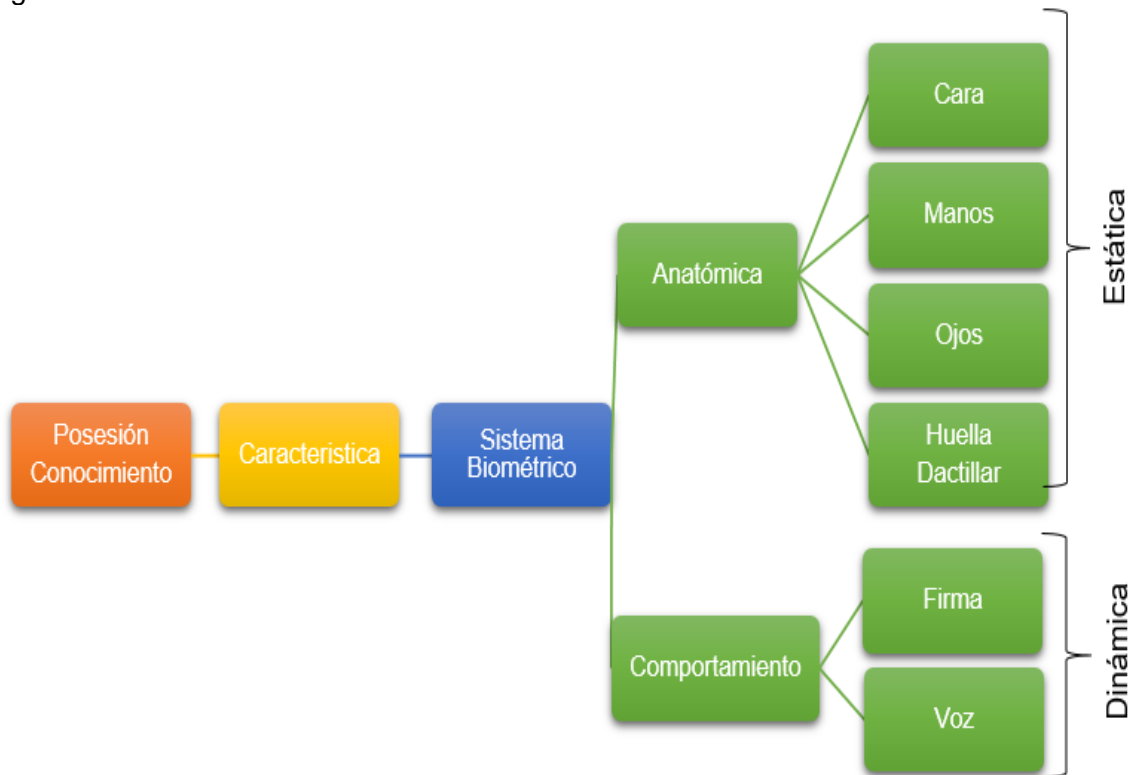 g
Cara
Manos
Anatómica
Ojos
Estática
Posesión
Conocimiento
Caracteristica
Sistema
Biométrico
Huella
Dactillar
Firma
Comportamiento
Voz
Dinámica